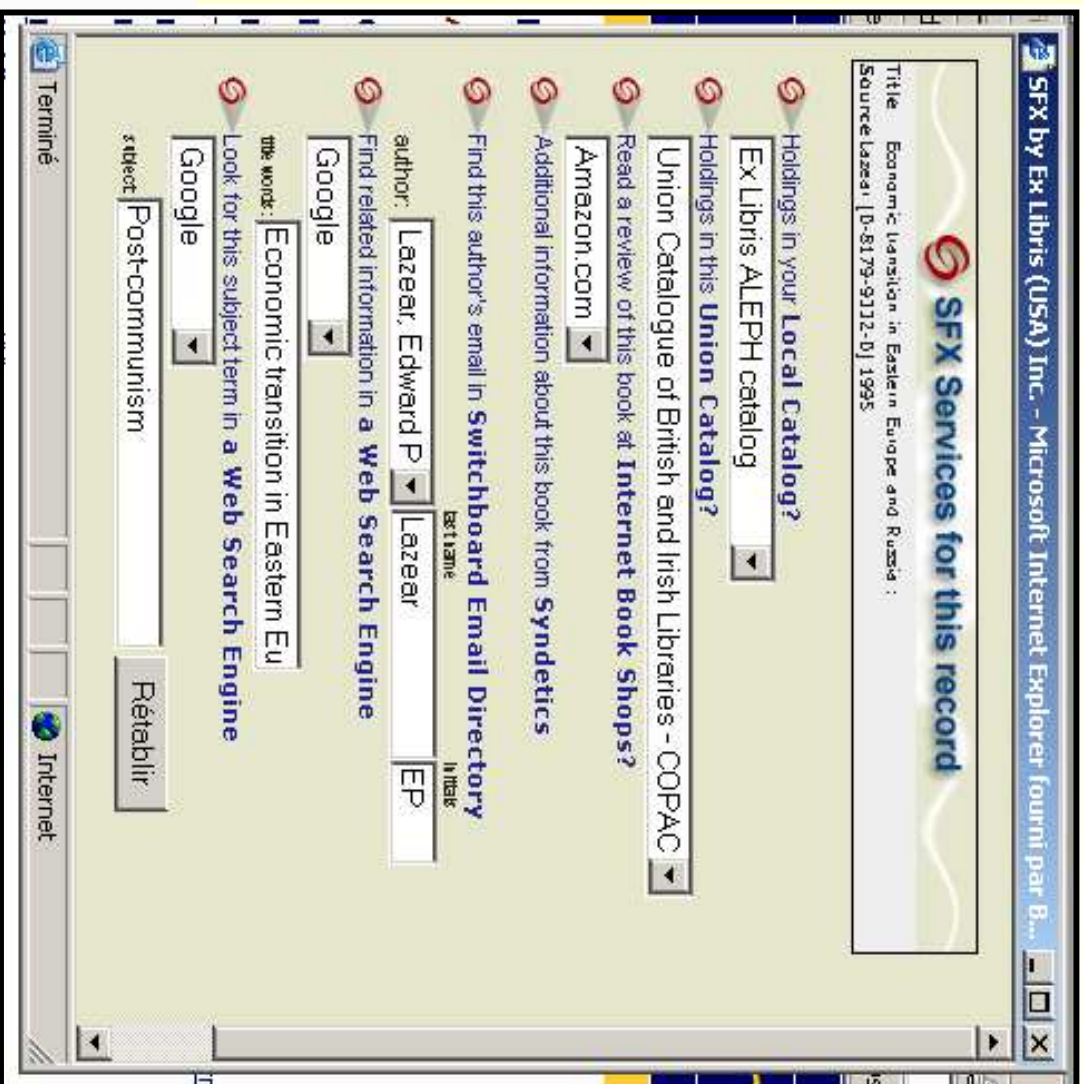 SFX by Ex Libris (USA) Inc. - Microsoft Internet Explorer fourni par B...
SFX Services for this record
Title Economic transition in Eastern Europe and Russia :
Source Lazear [0-8179-9332-0] 1995
Holdings in your Local Catalog?
Ex Libris ALEPH catalog
Holdings in this Union Catalog?
Union Catalogue of British and Irish Libraries - COPAC
Read a review of this book at Internet Book Shops?
Amazon.com
Additional information about this book from Syndetics
Find this author's email in Switchboard Email Directory
last name initials
author: Lazear, Edward P Lazear EP
Find related information in a Web Search Engine
Google
title words: Economic transition in Eastern Eu
Look for this subject term in a Web Search Engine
Google
subject: Post-communism Rétablir
Terminé Internet